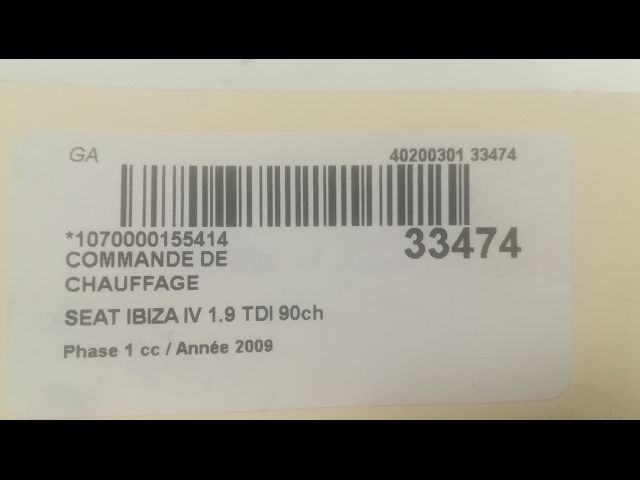 GA
40200301 33474
*1070000155414
33474
COMMANDE DE
CHAUFFAGE
SEAT IBIZA IV 1.9 TDI 90ch
Phase 1 cc / Année 2009